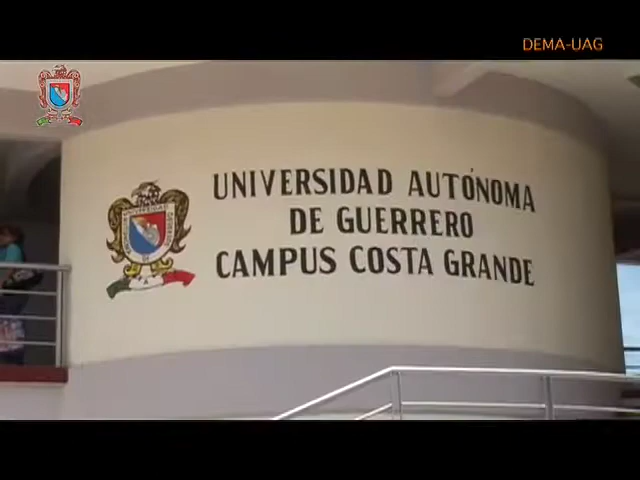 DEMA-UAG
UNIVERSIDAD AUTÓNOMA
DE GUERRERO
CAMPUS COSTA GRANDE